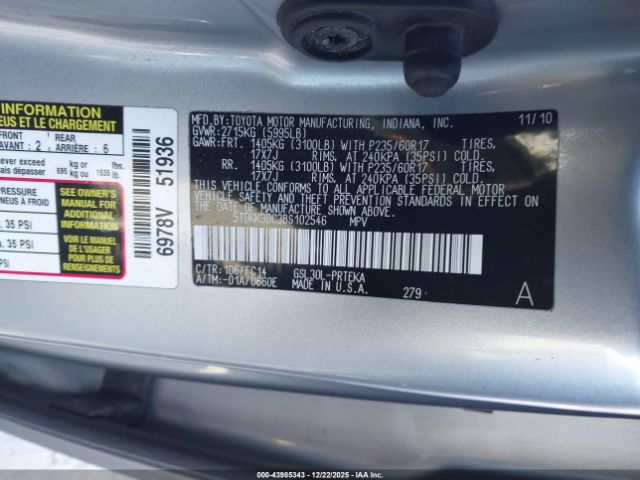 INFORMATION
EUS ET LE CHARGEMENT
FRONT
AVANT: 2
REAR
ARRIÈRE: 6
never exceed
mais dépasser
kg or
695 kg ou
lbs.
1535 lb.
PRESSURE
PNEUS À FROID
35 PSI
35 PSI
SEE OWNER'S
MANUAL FOR
ADDITIONAL
INFORMATION
VOIR LE MANUEL
DE L'USAGER
POUR PLUS DE
RENSEIGNEMENTS
6978V 51936
MFD.BY:TOYOTA MOTOR MANUFACTURING, INDIANA, INC. 11/10
GVWR: 2715KG (5995LB)
GAWR:FRT. 1405KG (3100LB) WITH P235/60R17 TIRES,
17X7J RIMS, AT 240KPA (35PSI) COLD.
RR. 1405KG (3100LB) WITH P235/60R17 TIRES,
17X7J RIMS, AT 240KPA (35PSI) COLD.
THIS VEHICLE CONFORMS TO ALL APPLICABLE FEDERAL MOTOR
VEHICLE SAFETY AND THEFT PREVENTION STANDARDS IN EFFECT ON
THE DATE OF MANUFACTURE SHOWN ABOVE.
MPV
C/TR: 1D6/FC14 GSL30L-PRTEKA
A/TM:-01A/U660E MADE IN U.S.A. 279 A
000-43985343 12/22/2025 Copyright IAA, LLC